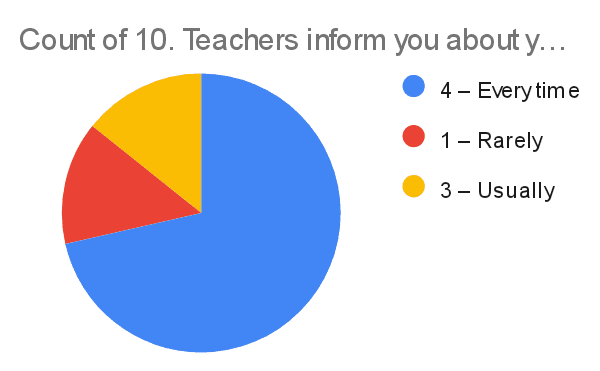 Count of 10. Teachers inform you about y…
4 – Every time
1 – Rarely
3 – Usually